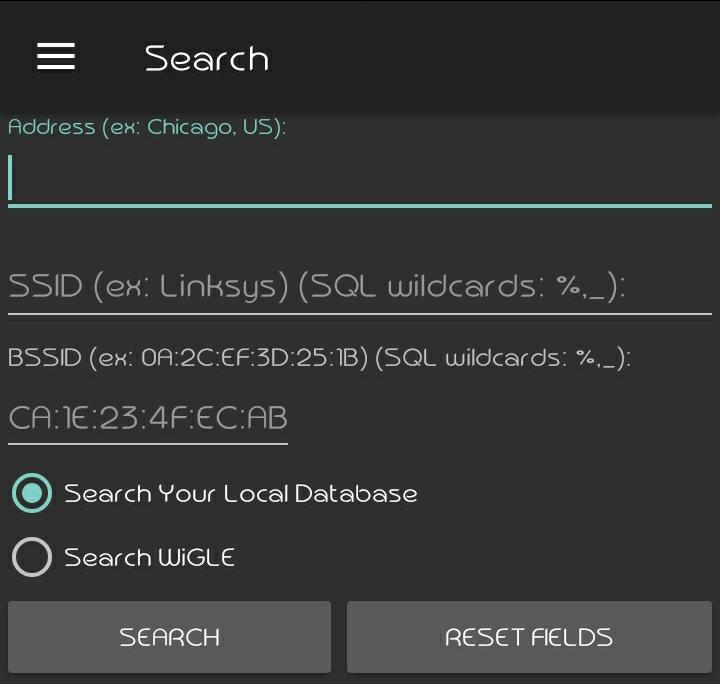 Search
Address (ex: Chicago, US):
SSID (ex: Linksys) (SQL wildcards: %,_):
BSSID (ex: 0A:2C:EF:3D:25:1B) (SQL wildcards: %,_):
CA:1E:23:4F:EC:AB
Search Your Local Database
Search WiGLE
SEARCH RESET FIELDS